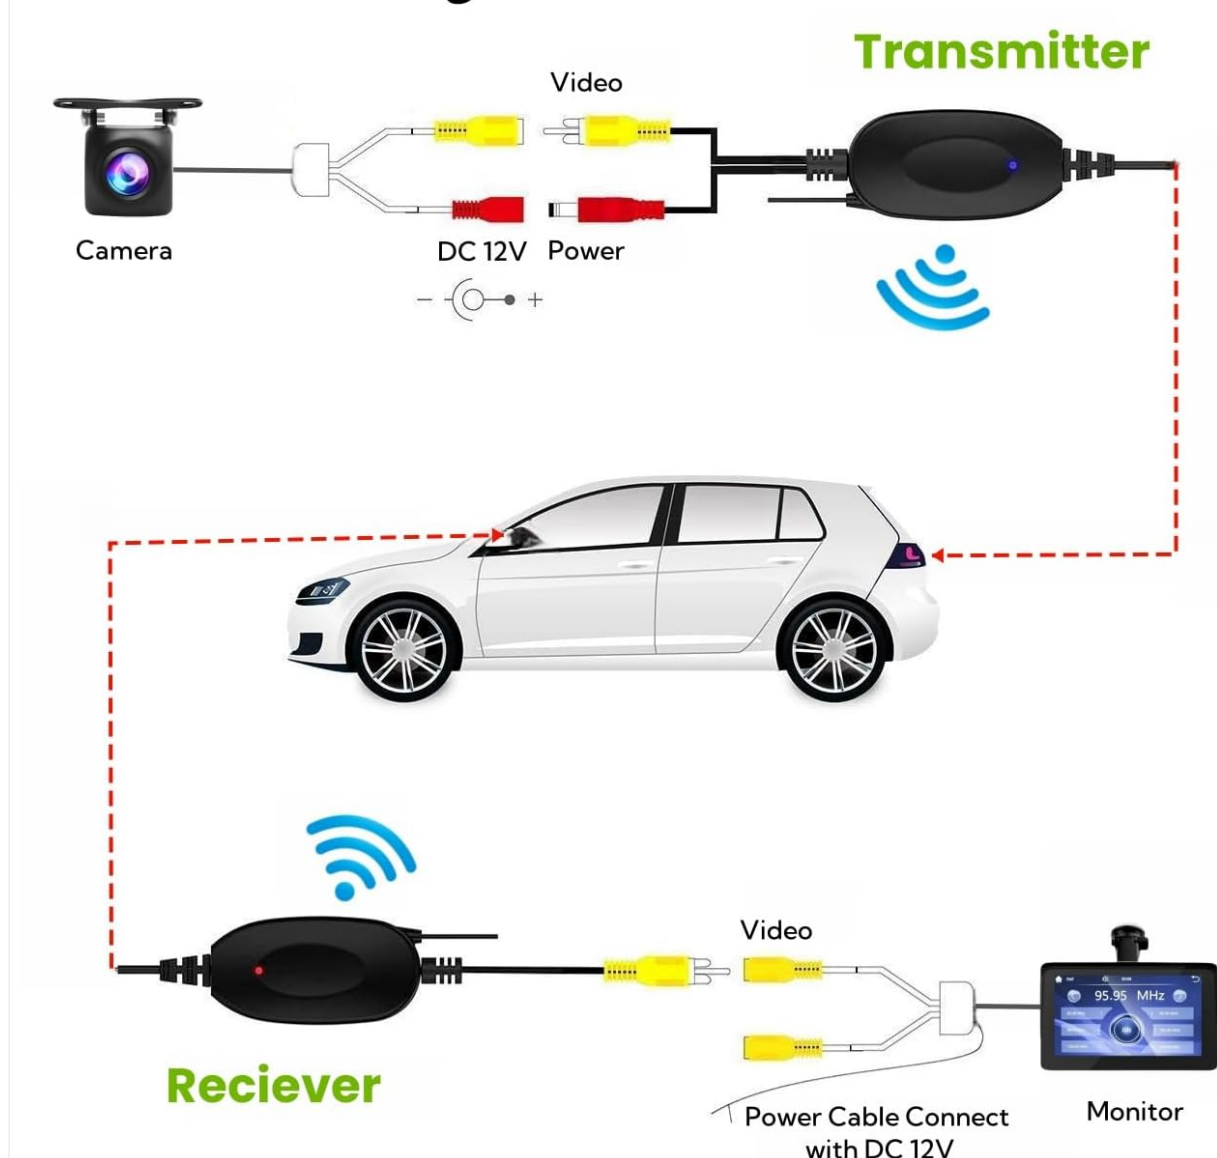 Transmitter
Video
Camera
DC 12V
Power
- +
Video
95.95 MHz
Reciever
Power Cable Connect
with DC 12V
Monitor